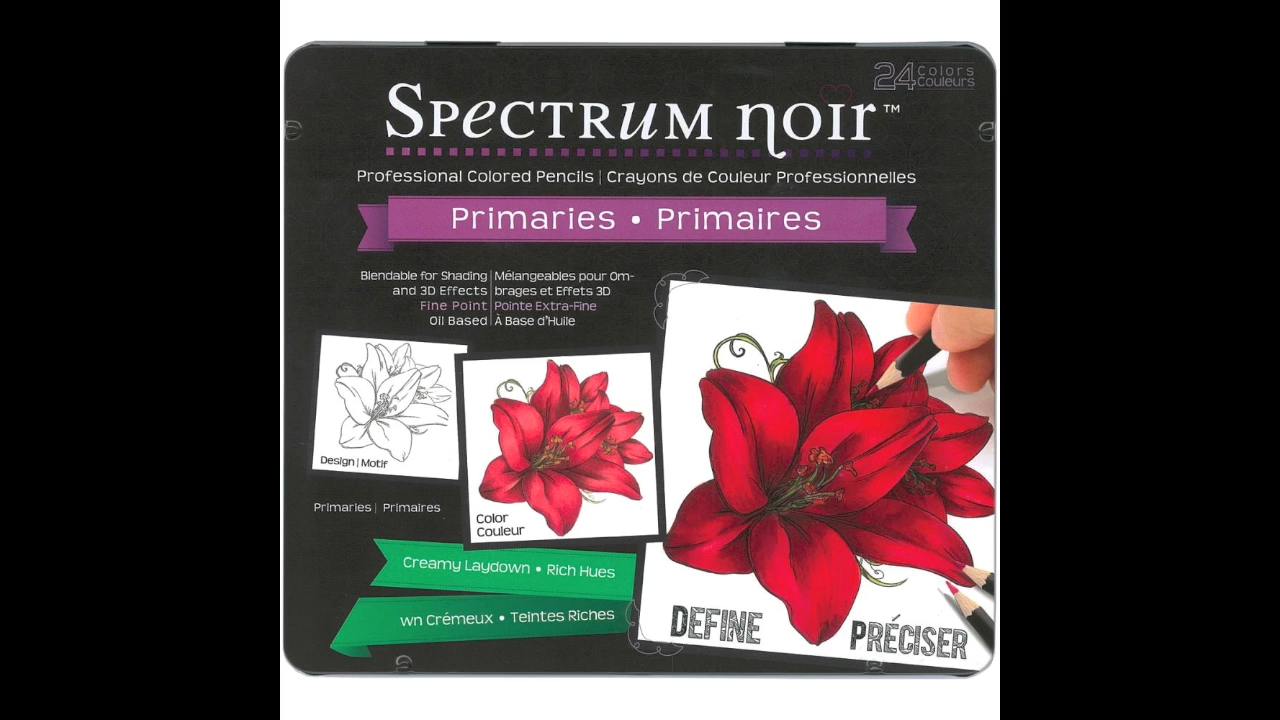 24 Colors
Couleurs
SPeCTRuM noir™
Professional Colored Pencils | Crayons de Couleur Professionnelles
Primaries • Primaires
Blendable for Shading
and 3D Effects
Fine Point
Oil Based
Mélangeables pour Om-
brages et Effets 3D
Pointe Extra-Fine
À Base d'Huile
Design | Motif
Primaries | Primaires
Color
Couleur
Creamy Laydown • Rich Hues
wn Crémeux • Teintes Riches
DEFINE
PRÉCISER